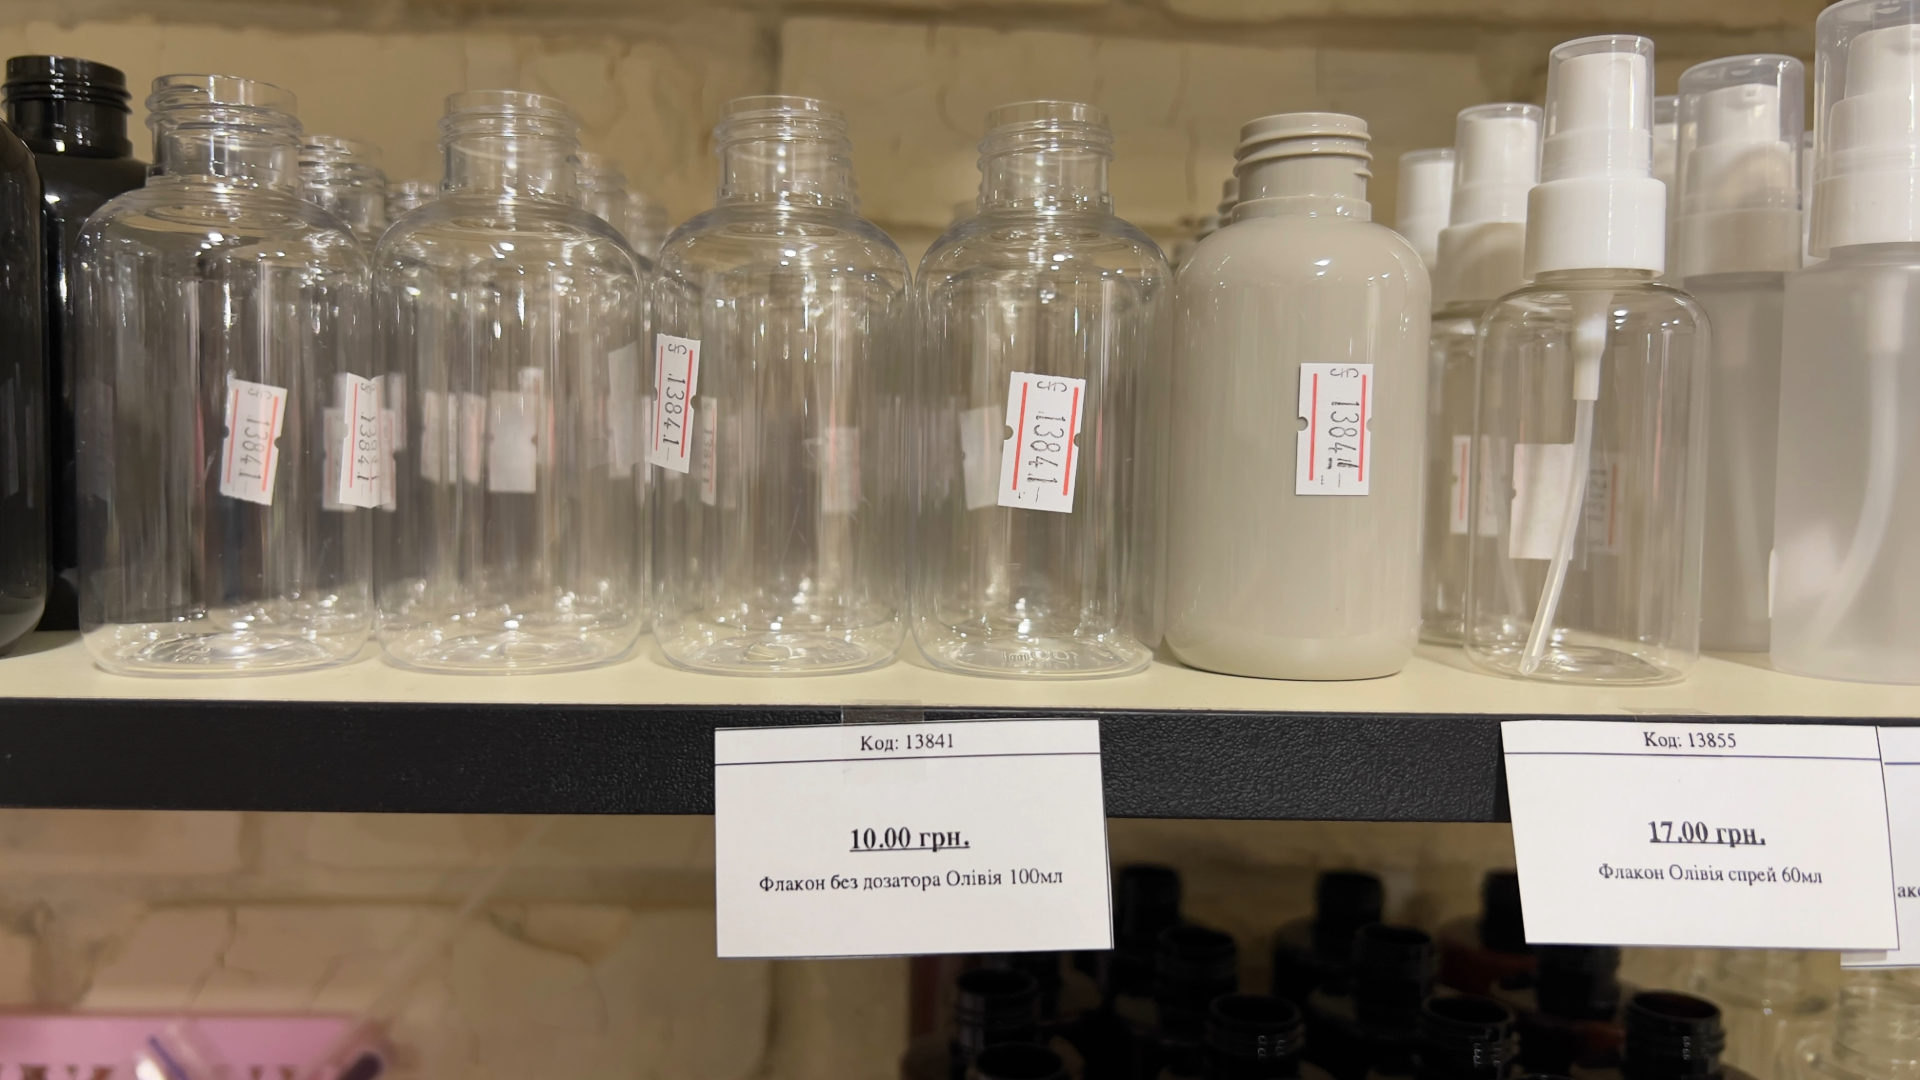 13841
13841
13841
13841
13841
Код: 13841
10.00 грн.
Флакон без дозатора Олівія 100мл
Код: 13855
17.00 грн.
Флакон Олівія спрей 60мл